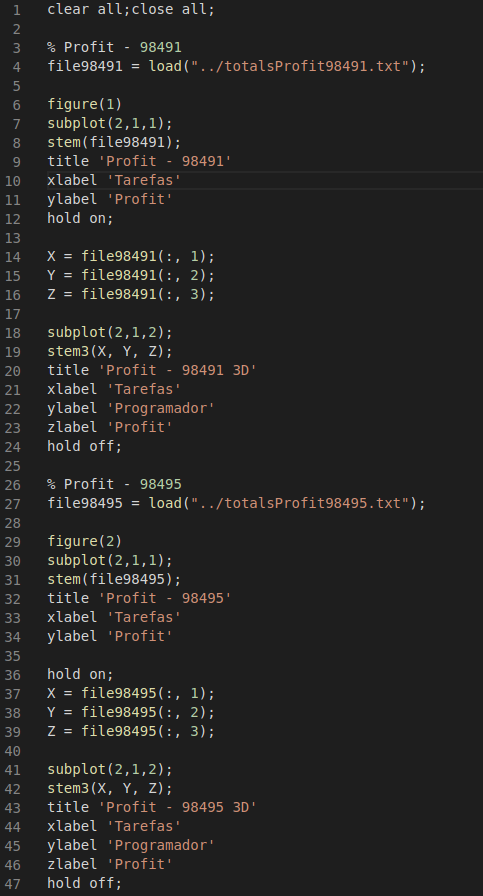 1 clear all;close all;
2
3 % Profit - 98491
4 file98491 = load("../totalsProfit98491.txt");
5
6 figure(1)
7 subplot(2,1,1);
8 stem(file98491);
9 title 'Profit - 98491'
10 xlabel 'Tarefas'
11 ylabel 'Profit'
12 hold on;
13
14 X = file98491(:, 1);
15 Y = file98491(:, 2);
16 Z = file98491(:, 3);
17
18 subplot(2,1,2);
19 stem3(X, Y, Z);
20 title 'Profit - 98491 3D'
21 xlabel 'Tarefas'
22 ylabel 'Programador'
23 zlabel 'Profit'
24 hold off;
25
26 % Profit - 98495
27 file98495 = load("../totalsProfit98495.txt");
28
29 figure(2)
30 subplot(2,1,1);
31 stem(file98495);
32 title 'Profit - 98495'
33 xlabel 'Tarefas'
34 ylabel 'Profit'
35
36 hold on;
37 X = file98495(:, 1);
38 Y = file98495(:, 2);
39 Z = file98495(:, 3);
40
41 subplot(2,1,2);
42 stem3(X, Y, Z);
43 title 'Profit - 98495 3D'
44 xlabel 'Tarefas'
45 ylabel 'Programador'
46 zlabel 'Profit'
47 hold off;